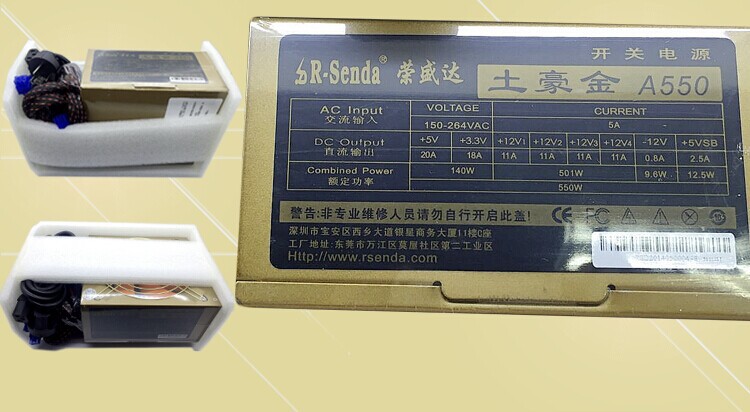 开关电源
R-Senda® 荣盛达 土豪金 A550
AC Input 交流输入 VOLTAGE CURRENT
150-264VAC 5A
DC Output 直流输出 +5V +3.3V +12V1 +12V2 +12V3 +12V4 -12V +5VSB
20A 18A 11A 11A 11A 11A 0.8A 2.5A
Combined Power 额定功率 140W 501W 9.6W 12.5W
550W
警告:非专业维修人员请勿自行开启此盖!
深圳市宝安区西乡大道银星商务大厦11楼C座
工厂地址:东莞市万江区莫屋社区第二工业区
Http://www.rsenda.com